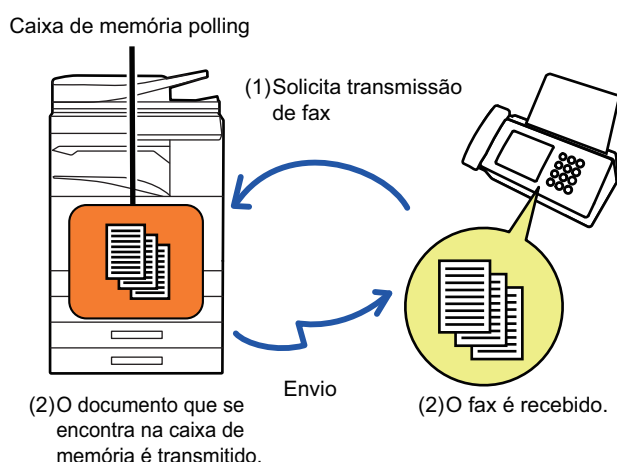 Caixa de memória polling
(1)Solicita transmissão
de fax
Envio
(2)O documento que se
encontra na caixa de
memória é transmitido.
(2)O fax é recebido.